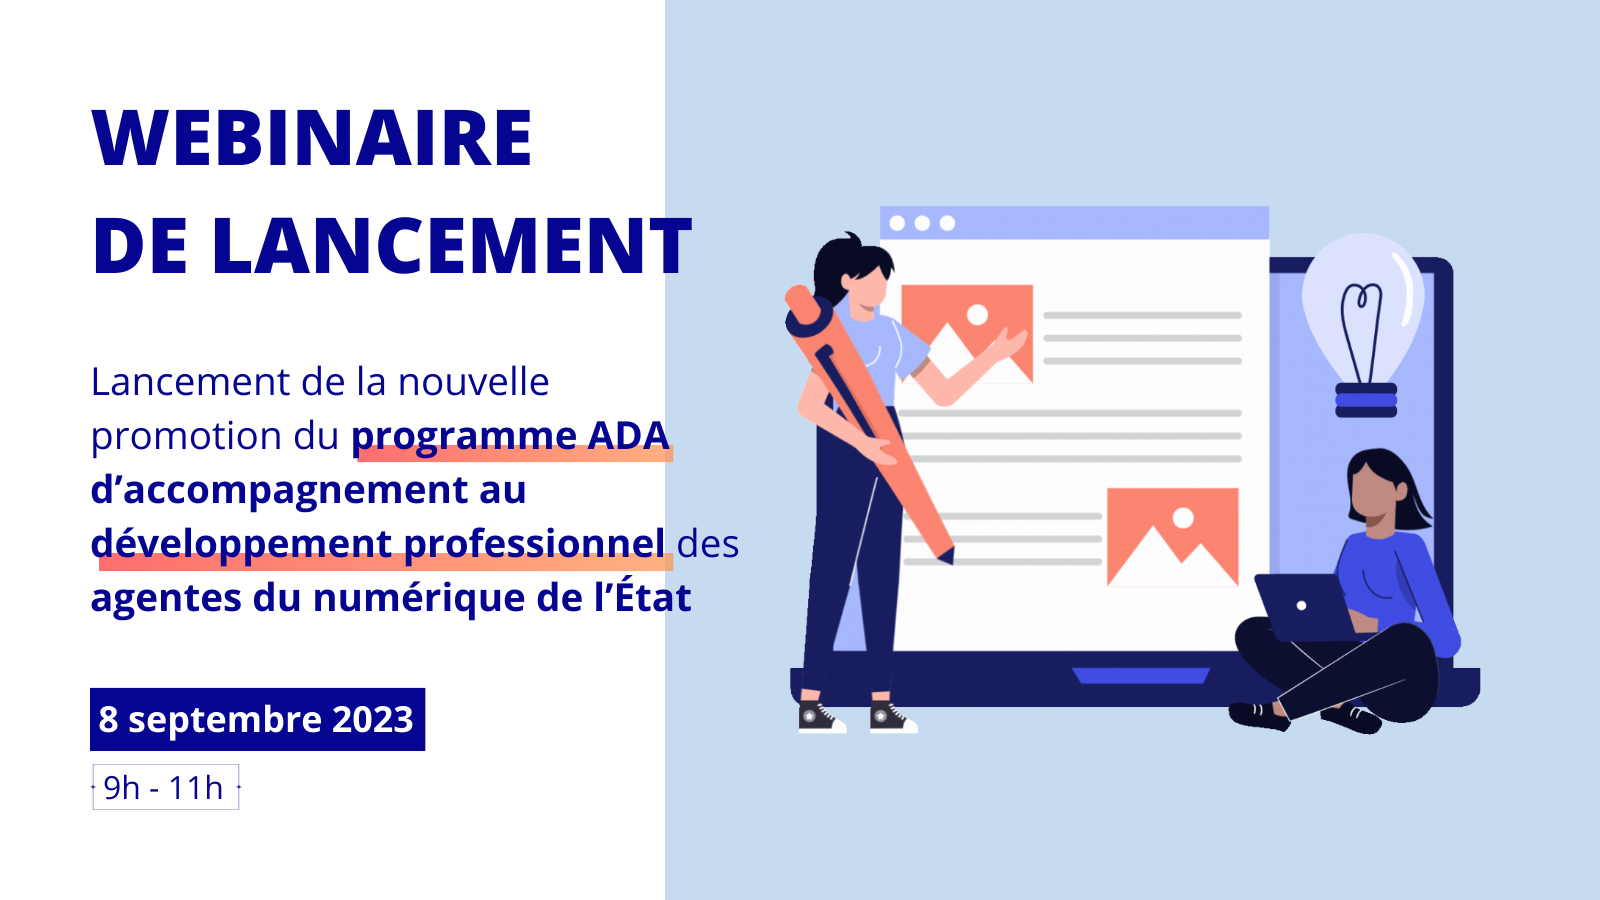 WEBINAIRE
DE LANCEMENT
Lancement de la nouvelle
promotion du programme ADA
d’accompagnement au
développement professionnel des
agentes du numérique de l’État
8 septembre 2023
9h - 11h